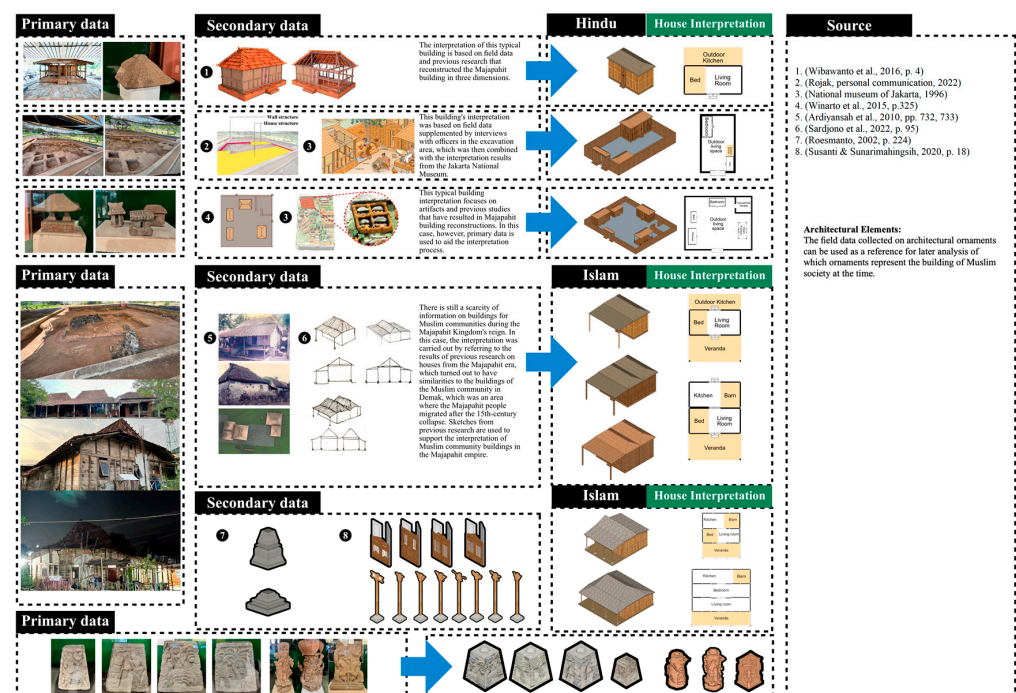 Primary data
Secondary data
Hindu
House Interpretation
Source
1
The interpretation of this typical
building is based on field data
and previous research that
reconstructed the Majapahit
building in three dimensions.
Outdoor
Kitchen
Bed
Living
Room
1. (Wibawanto et al., 2016, p. 4)
2. (Rojak, personal communication, 2022)
3. (National museum of Jakarta, 1996)
4. (Winarto et al., 2015, p.325)
5. (Ardiyansah et al., 2010, pp. 732, 733)
6. (Sardjono et al., 2022, p. 95)
7. (Roesmanto, 2002, p. 224)
8. (Susanti & Sunarimahingsih, 2020, p. 18)
Wall structure
House structure
2
3
This building's interpretation
was based on field data
supplemented by interviews
with officers in the excavation
area, which was then combined
with the interpretation results
from the Jakarta National
Museum.
Bedroom
Outdoor
living
space
4
3
This typical building
interpretation focuses on
artifacts and previous studies
that have resulted in Majapahit
building reconstructions. In this
case, however, primary data is
used to aid the interpretation
process.
Bedroom
Outdoor
living
space
Architectural Elements:
The field data collected on architectural ornaments
can be used as a reference for later analysis of
which ornaments represent the building of Muslim
society at the time.
Primary data
Secondary data
Islam
House Interpretation
5
6
There is still a scarcity of
information on buildings for
Muslim communities during the
Majapahit Kingdom's reign. In
this case, the interpretation was
carried out by referring to the
results of previous research on
houses from the Majapahit era,
which turned out to have
similarities to the buildings of
the Muslim community in
Demak, which was an area
where the Majapahit people
migrated after the 15th-century
collapse. Sketches from
previous research are used to
support the interpretation of
Muslim community buildings in
the Majapahit empire.
Outdoor Kitchen
Bed
Living
Room
Veranda
Kitchen
Barn
Bed
Living
Room
Veranda
Secondary data
Islam
House Interpretation
7
8
Kitchen
Barn
Bed
Living room
Veranda
Kitchen
Barn
Bedroom
Living room
Veranda
Primary data